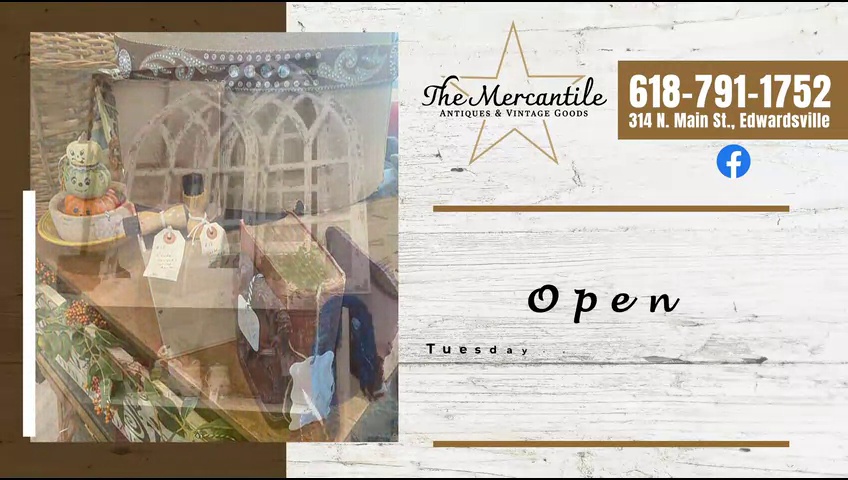 The Mercantile
ANTIQUES & VINTAGE GOODS
618-791-1752
314 N. Main St., Edwardsville
Open
Tuesday